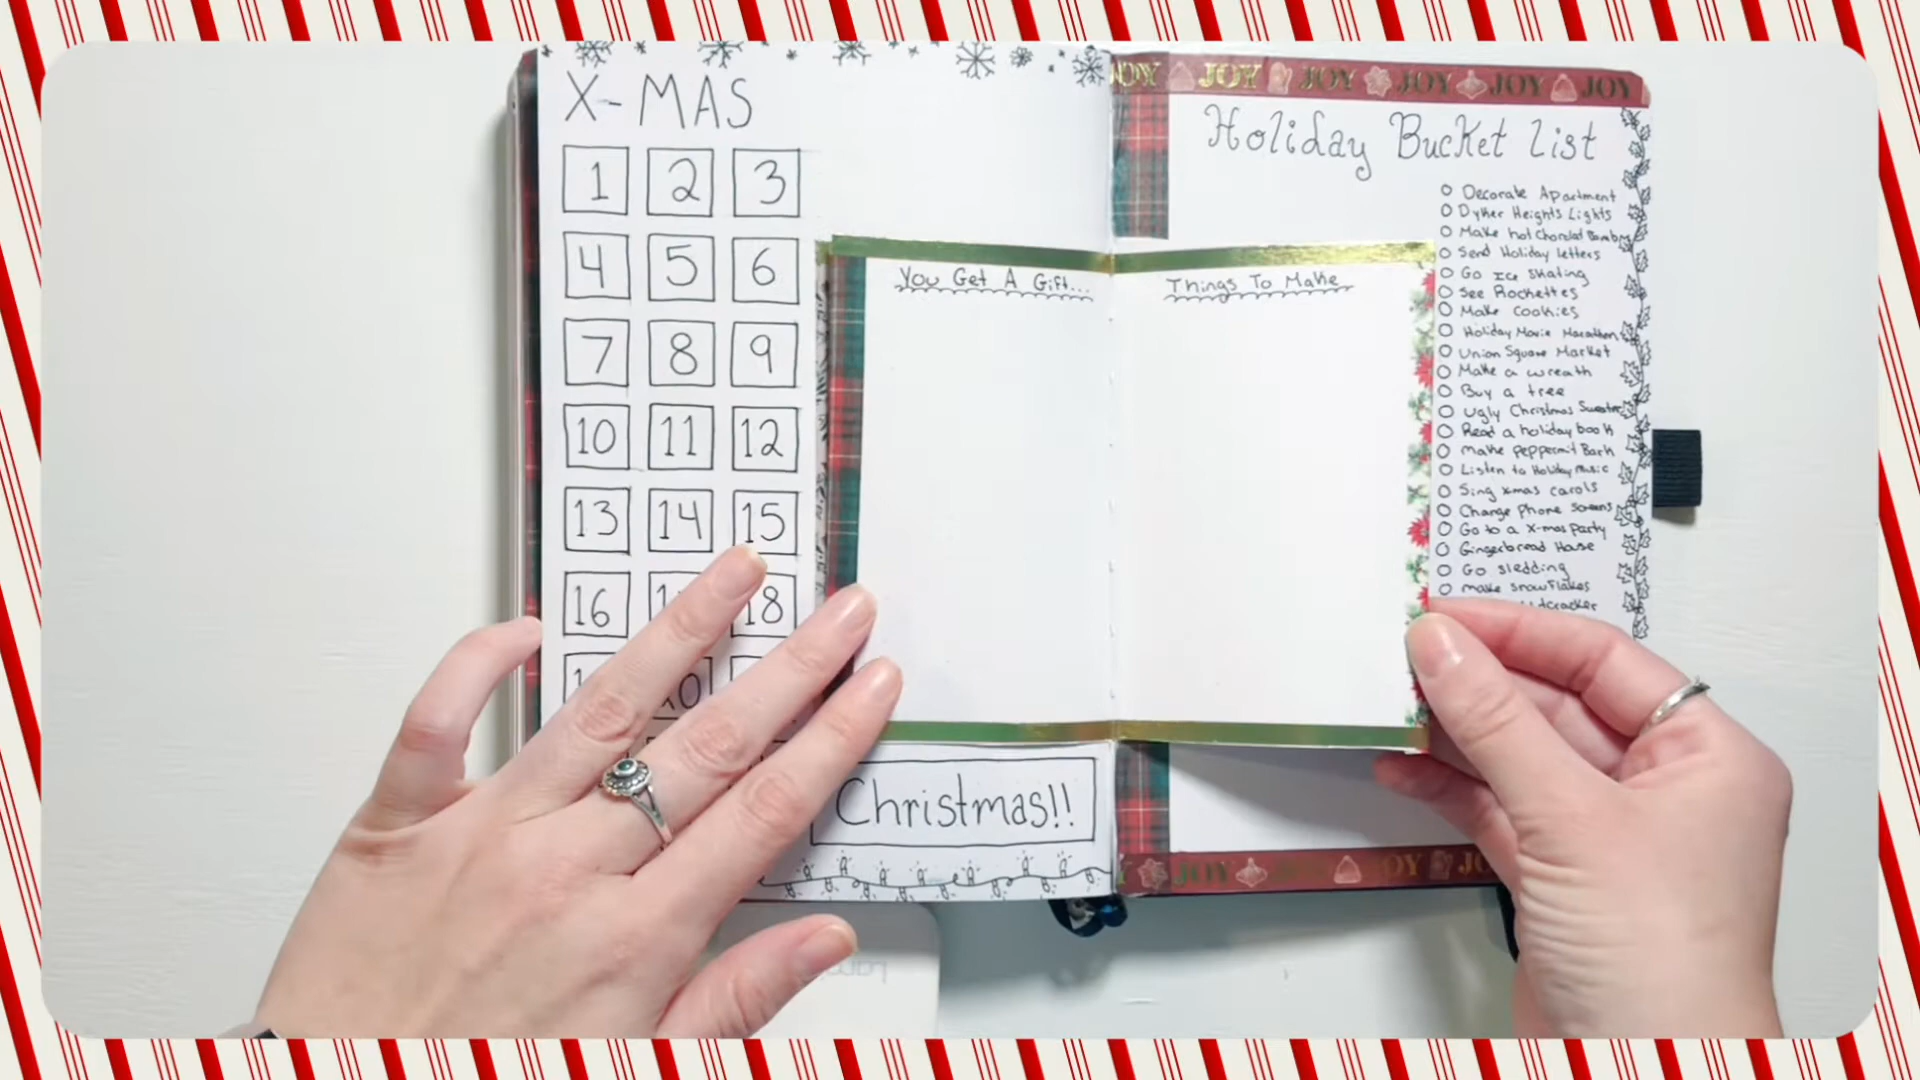 X-MAS
1 2 3
4 5 6
7 8 9
10 11 12
13 14 15
16 18
Christmas!!
JOY JOY JOY JOY JOY JOY
Holiday Bucket List
You Get A Gift...
Things To Make
Decorate Apartment
Dyker Heights Lights
Make hot Chocolat Bombs
Send Holiday letters
Go Ice Skating
See Rockettes
Make cookies
Holiday Movie Marathon
Union Square Market
Make a wreath
Buy a tree
Ugly Christmas Sweater
Read a holiday book
make peppermit Bark
Listen to Holiday music
Sing xmas carols
Change Phone Screens
Go to a X-mas Party
Gingerbread House
Go sledding
make snowflakes
JOY JOY